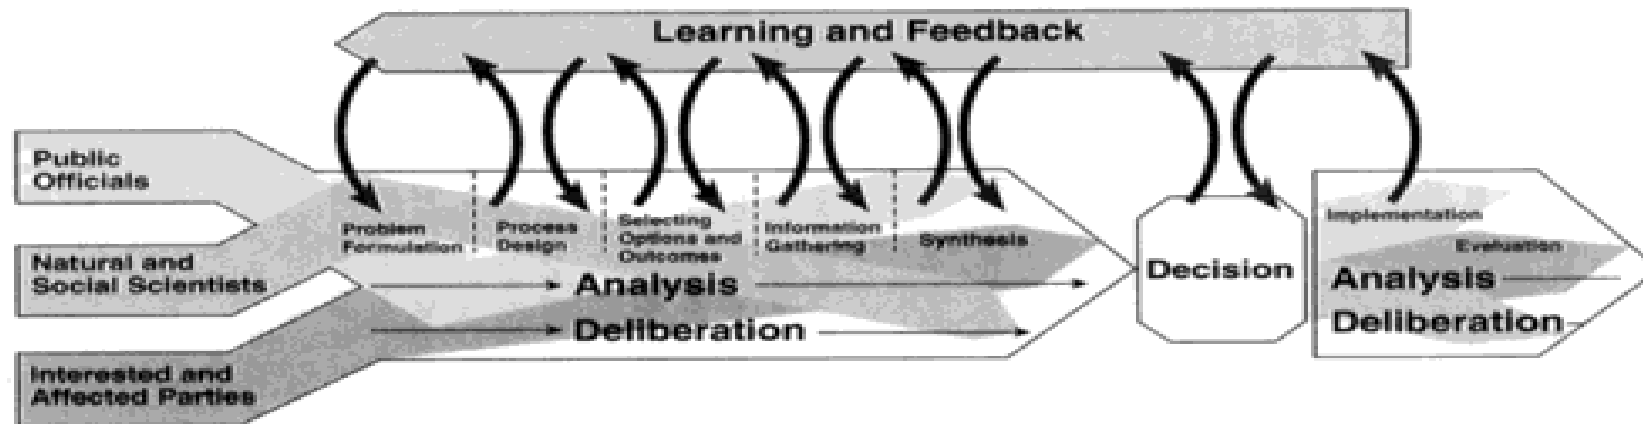 Learning and Feedback
Public
Officials
Natural and
Social Scientists
Interested and
Affected Parties
Problem
Formulation
Process
Design
Selecting
Options and
Outcomes
Information
Gathering
Synthesis
Analysis
Deliberation
Decision
Implementation
Evaluation
Analysis
Deliberation